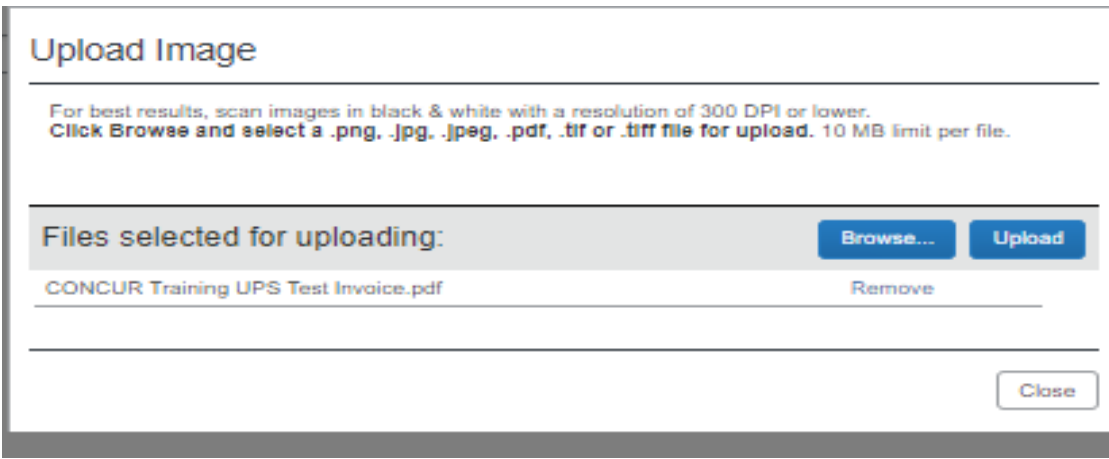 Upload Image
For best results, scan images in black & white with a resolution of 300 DPI or lower.
Click Browse and select a .png, .jpg, .jpeg, .pdf, .tif or .tiff file for upload. 10 MB limit per file.
Files selected for uploading: Browse... Upload
CONCUR Training UPS Test Invoice.pdf Remove
Close